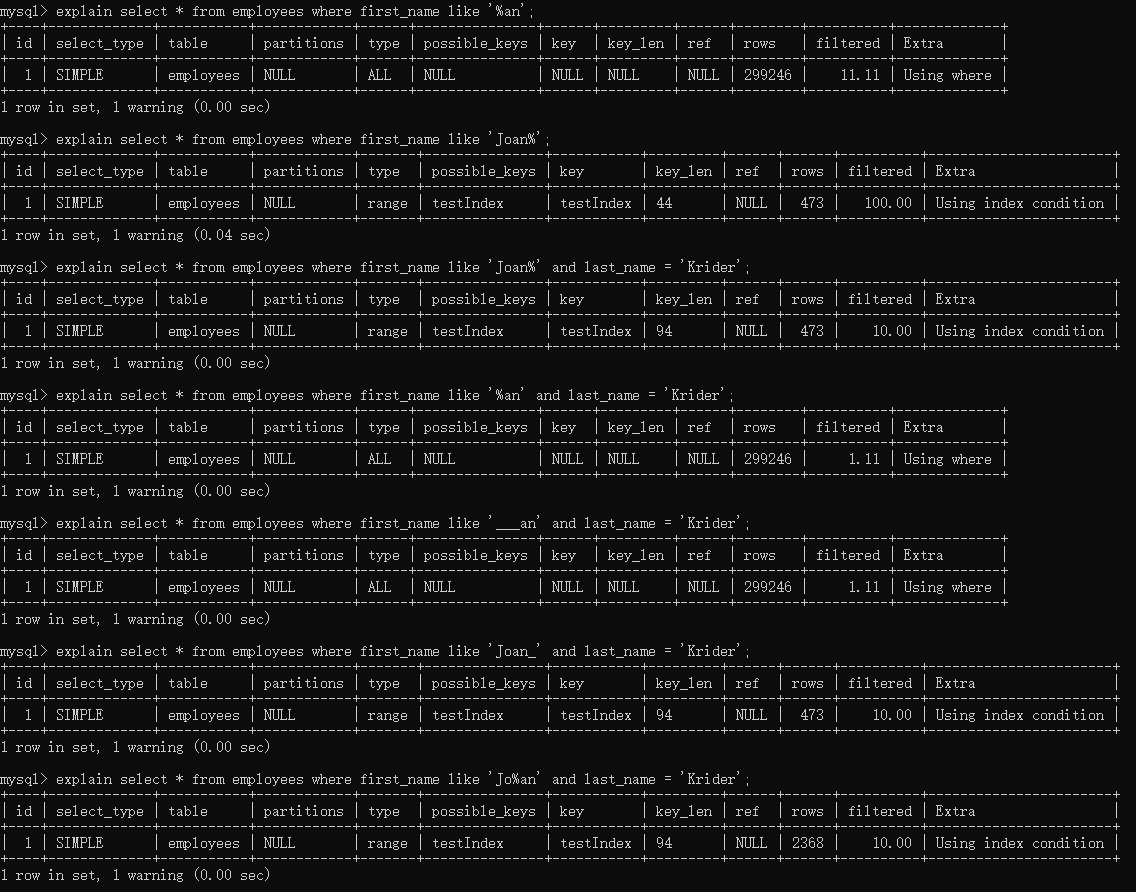 mysql> explain select * from employees where first_name like '%an';
+----+-------------+-----------+------------+------+---------------+------+---------+------+--------+----------+-------------+
| id | select_type | table     | partitions | type | possible_keys | key  | key_len | ref  | rows   | filtered | Extra       |
+----+-------------+-----------+------------+------+---------------+------+---------+------+--------+----------+-------------+
|  1 | SIMPLE      | employees | NULL       | ALL  | NULL          | NULL | NULL    | NULL | 299246 |    11.11 | Using where |
+----+-------------+-----------+------------+------+---------------+------+---------+------+--------+----------+-------------+
1 row in set, 1 warning (0.00 sec)
mysql> explain select * from employees where first_name like 'Joan%';
+----+-------------+-----------+------------+-------+---------------+-----------+---------+------+------+----------+-----------------------+
| id | select_type | table     | partitions | type  | possible_keys | key       | key_len | ref  | rows | filtered | Extra                 |
+----+-------------+-----------+------------+-------+---------------+-----------+---------+------+------+----------+-----------------------+
|  1 | SIMPLE      | employees | NULL       | range | testIndex     | testIndex | 44      | NULL |  473 |   100.00 | Using index condition |
+----+-------------+-----------+------------+-------+---------------+-----------+---------+------+------+----------+-----------------------+
1 row in set, 1 warning (0.04 sec)
mysql> explain select * from employees where first_name like 'Joan%' and last_name = 'Krider';
+----+-------------+-----------+------------+-------+---------------+-----------+---------+------+------+----------+-----------------------+
| id | select_type | table     | partitions | type  | possible_keys | key       | key_len | ref  | rows | filtered | Extra                 |
+----+-------------+-----------+------------+-------+---------------+-----------+---------+------+------+----------+-----------------------+
|  1 | SIMPLE      | employees | NULL       | range | testIndex     | testIndex | 94      | NULL |  473 |    10.00 | Using index condition |
+----+-------------+-----------+------------+-------+---------------+-----------+---------+------+------+----------+-----------------------+
1 row in set, 1 warning (0.00 sec)
mysql> explain select * from employees where first_name like '%an' and last_name = 'Krider';
+----+-------------+-----------+------------+------+---------------+------+---------+------+--------+----------+-------------+
| id | select_type | table     | partitions | type | possible_keys | key  | key_len | ref  | rows   | filtered | Extra       |
+----+-------------+-----------+------------+------+---------------+------+---------+------+--------+----------+-------------+
|  1 | SIMPLE      | employees | NULL       | ALL  | NULL          | NULL | NULL    | NULL | 299246 |     1.11 | Using where |
+----+-------------+-----------+------------+------+---------------+------+---------+------+--------+----------+-------------+
1 row in set, 1 warning (0.00 sec)
mysql> explain select * from employees where first_name like '___an' and last_name = 'Krider';
+----+-------------+-----------+------------+------+---------------+------+---------+------+--------+----------+-------------+
| id | select_type | table     | partitions | type | possible_keys | key  | key_len | ref  | rows   | filtered | Extra       |
+----+-------------+-----------+------------+------+---------------+------+---------+------+--------+----------+-------------+
|  1 | SIMPLE      | employees | NULL       | ALL  | NULL          | NULL | NULL    | NULL | 299246 |     1.11 | Using where |
+----+-------------+-----------+------------+------+---------------+------+---------+------+--------+----------+-------------+
1 row in set, 1 warning (0.00 sec)
mysql> explain select * from employees where first_name like 'Joan_' and last_name = 'Krider';
+----+-------------+-----------+------------+-------+---------------+-----------+---------+------+------+----------+-----------------------+
| id | select_type | table     | partitions | type  | possible_keys | key       | key_len | ref  | rows | filtered | Extra                 |
+----+-------------+-----------+------------+-------+---------------+-----------+---------+------+------+----------+-----------------------+
|  1 | SIMPLE      | employees | NULL       | range | testIndex     | testIndex | 94      | NULL |  473 |    10.00 | Using index condition |
+----+-------------+-----------+------------+-------+---------------+-----------+---------+------+------+----------+-----------------------+
1 row in set, 1 warning (0.00 sec)
mysql> explain select * from employees where first_name like 'Jo%an' and last_name = 'Krider';
+----+-------------+-----------+------------+-------+---------------+-----------+---------+------+------+----------+-----------------------+
| id | select_type | table     | partitions | type  | possible_keys | key       | key_len | ref  | rows | filtered | Extra                 |
+----+-------------+-----------+------------+-------+---------------+-----------+---------+------+------+----------+-----------------------+
|  1 | SIMPLE      | employees | NULL       | range | testIndex     | testIndex | 94      | NULL | 2368 |    10.00 | Using index condition |
+----+-------------+-----------+------------+-------+---------------+-----------+---------+------+------+----------+-----------------------+
1 row in set, 1 warning (0.00 sec)